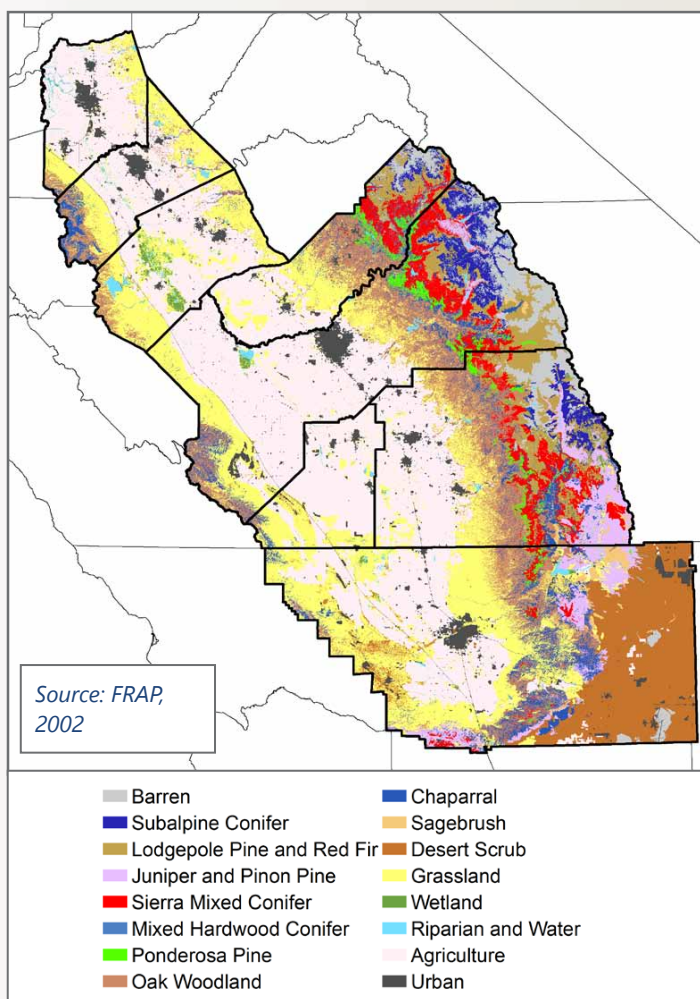 Source: FRAP,
2002
Barren
Subalpine Conifer
Lodgepole Pine and Red Fir
Juniper and Pinon Pine
Sierra Mixed Conifer
Mixed Hardwood Conifer
Ponderosa Pine
Oak Woodland
Chaparral
Sagebrush
Desert Scrub
Grassland
Wetland
Riparian and Water
Agriculture
Urban